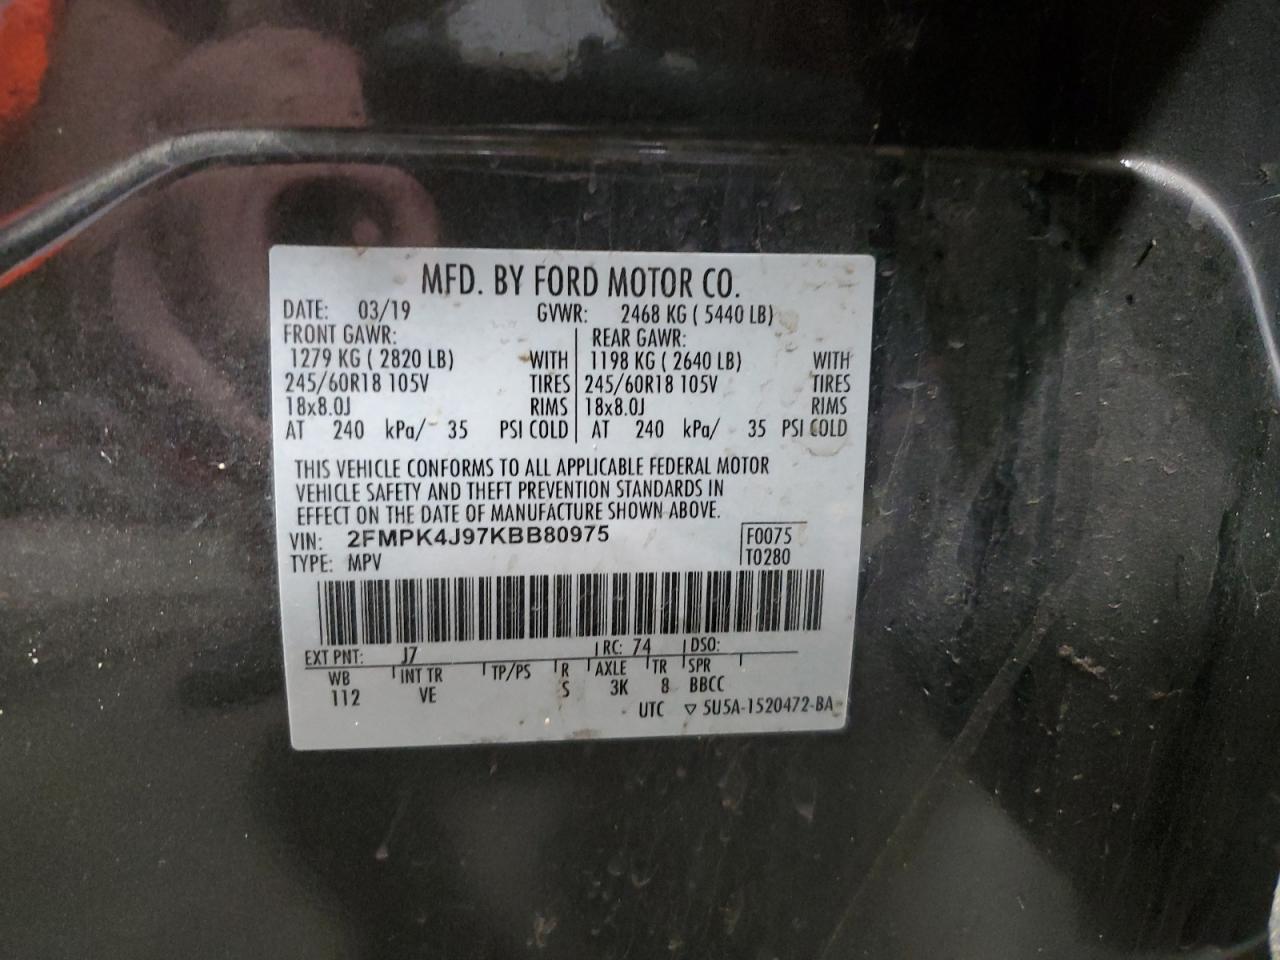 MFD. BY FORD MOTOR CO.
DATE: 03/19 GVWR: 2468 KG ( 5440 LB)
FRONT GAWR: REAR GAWR:
1279 KG ( 2820 LB) WITH 1198 KG ( 2640 LB) WITH
245/60R18 105V TIRES 245/60R18 105V TIRES
18x8.0J RIMS 18x8.0J RIMS
AT 240 kPa/ 35 PSI COLD AT 240 kPa/ 35 PSI COLD
THIS VEHICLE CONFORMS TO ALL APPLICABLE FEDERAL MOTOR
VEHICLE SAFETY AND THEFT PREVENTION STANDARDS IN
EFFECT ON THE DATE OF MANUFACTURE SHOWN ABOVE.
VIN: 2FMPK4J97KBB80975 F0075
TYPE: MPV T0280
EXT PNT: J7 RC: 74 DSO:
WB INT TR TP/PS R AXLE TR SPR
112 VE S 3K 8 BBCC
UTC ▽ 5U5A-1520472-BA